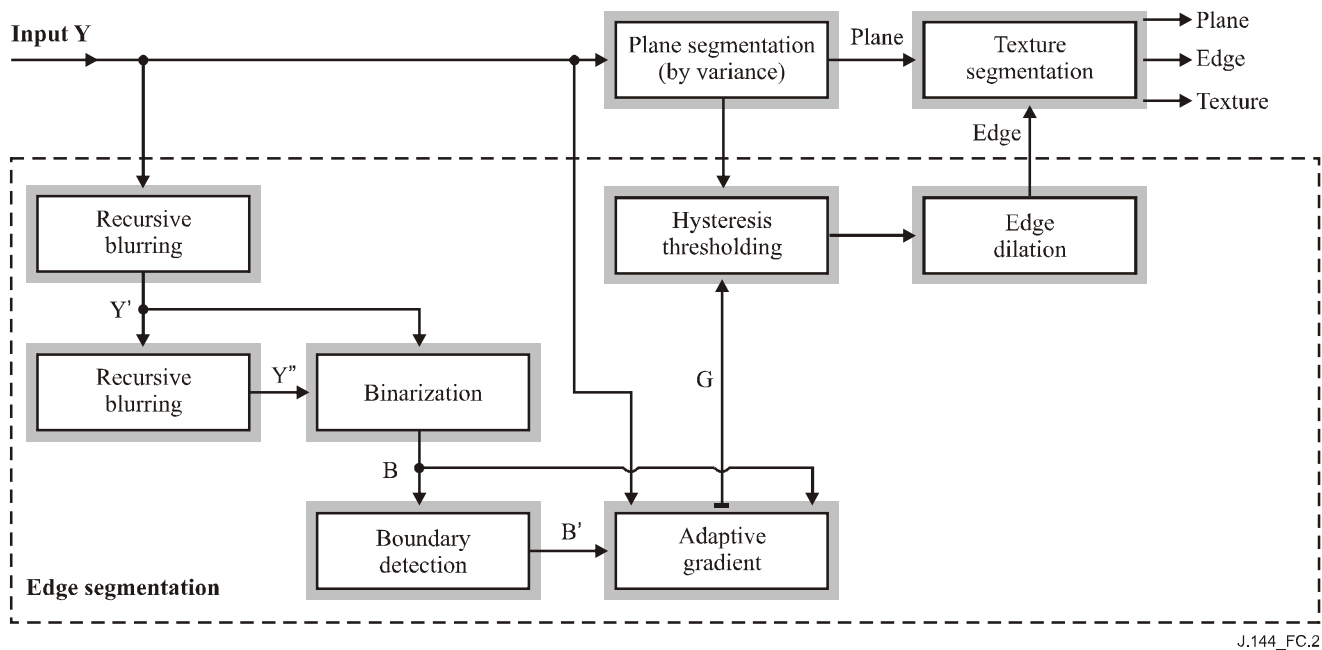 Input Y
Plane segmentation
(by variance)
Plane
Texture
segmentation
Plane
Edge
Texture
Edge
Recursive
blurring
Hysteresis
thresholding
Edge
dilation
Y'
Recursive
blurring
Y”
Binarization
G
B
Boundary
detection
B'
Adaptive
gradient
Edge segmentation
J.144_FC.2